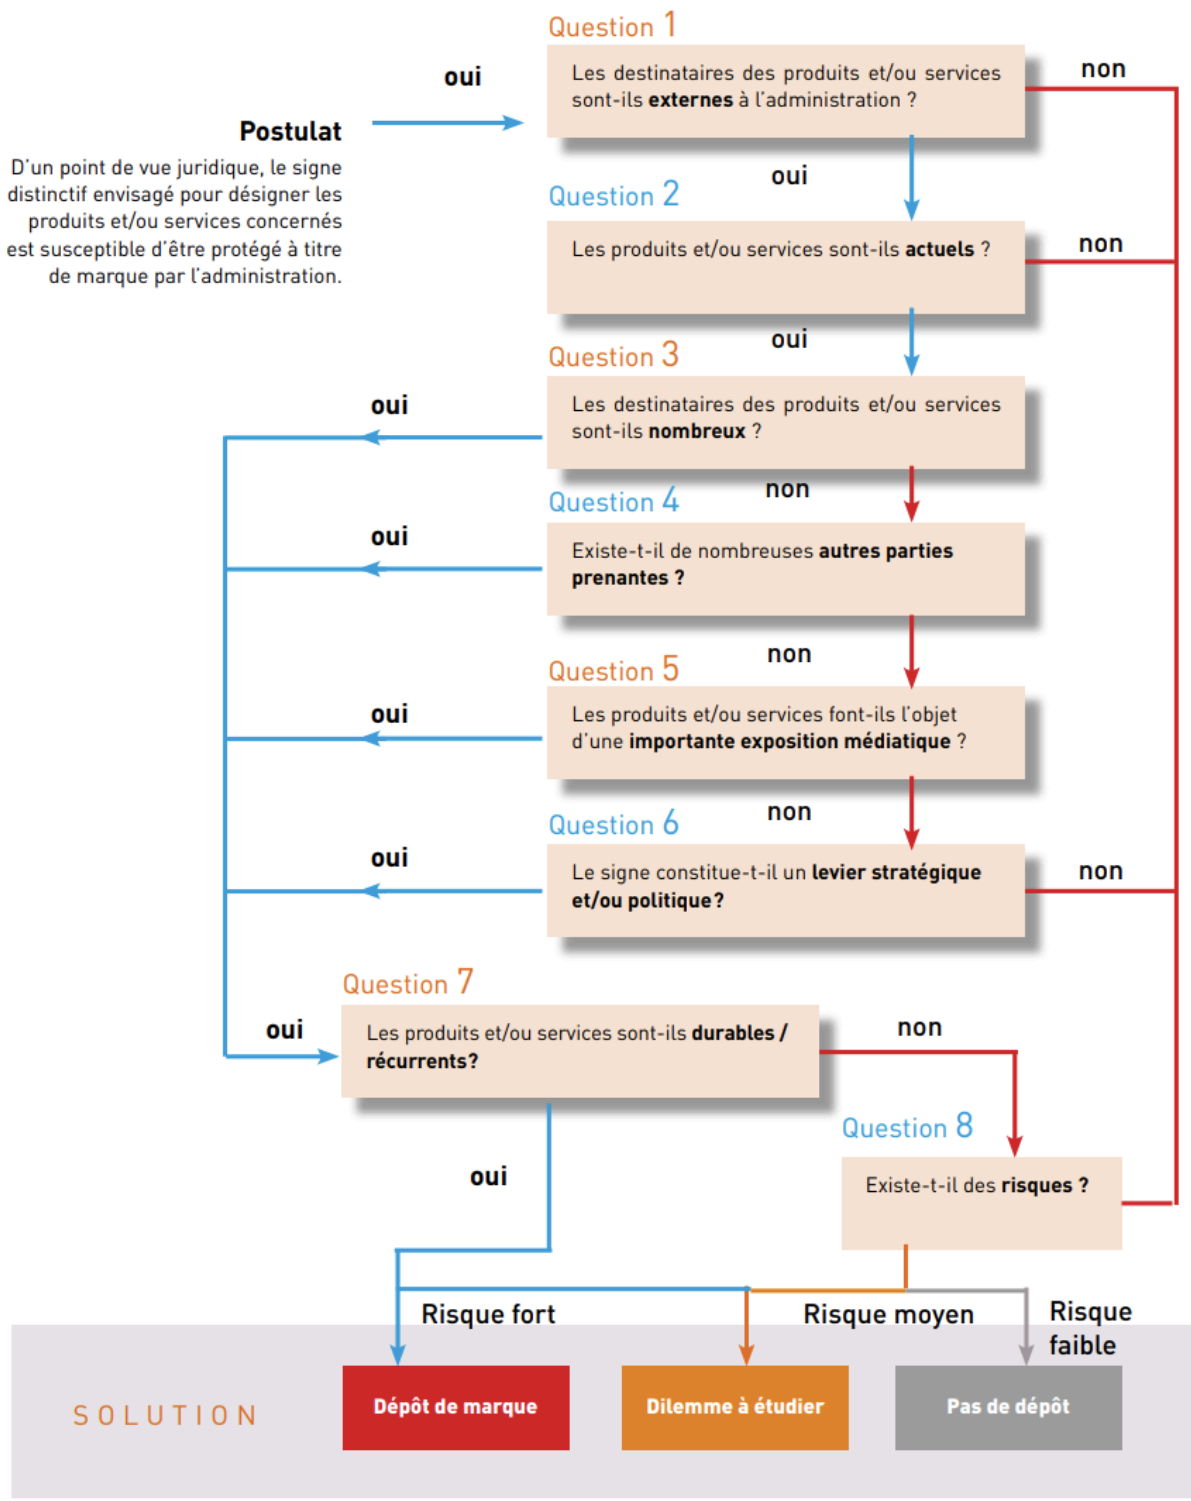 Question 1
oui
Les destinataires des produits et/ou services
sont-ils externes à l'administration ?
non
Postulat
D'un point de vue juridique, le signe
distinctif envisagé pour désigner les
produits et/ou services concernés
est susceptible d'être protégé à titre
de marque par l'administration.
oui
Question 2
Les produits et/ou services sont-ils actuels ?
non
oui
Question 3
oui
Les destinataires des produits et/ou services
sont-ils nombreux ?
non
Question 4
oui
Existe-t-il de nombreuses autres parties
prenantes ?
non
Question 5
oui
Les produits et/ou services font-ils l'objet
d'une importante exposition médiatique ?
non
Question 6
oui
Le signe constitue-t-il un levier stratégique
et/ou politique?
non
Question 7
oui
Les produits et/ou services sont-ils durables /
récurrents?
non
Question 8
oui
Existe-t-il des risques ?
Risque fort
Risque moyen
Risque
faible
SOLUTION
Dépôt de marque
Dilemme à étudier
Pas de dépôt